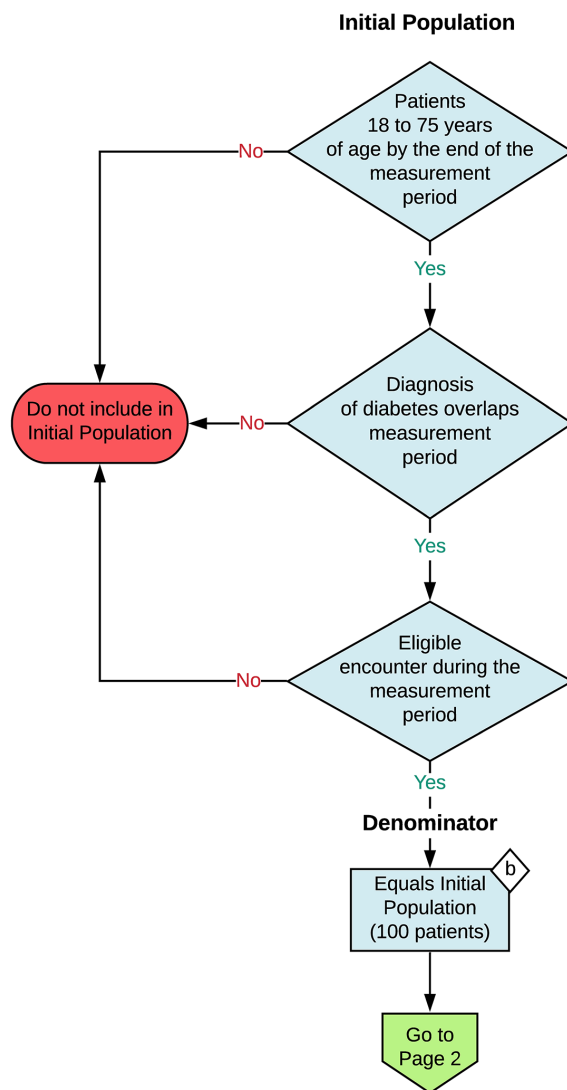 Initial Population
Patients
18 to 75 years
of age by the end of the
measurement
period
No
Yes
Diagnosis
of diabetes overlaps
measurement
period
Do not include in
Initial Population
No
Yes
Eligible
encounter during the
measurement
period
No
Yes
Denominator
b
Equals Initial
Population
(100 patients)
Go to
Page 2